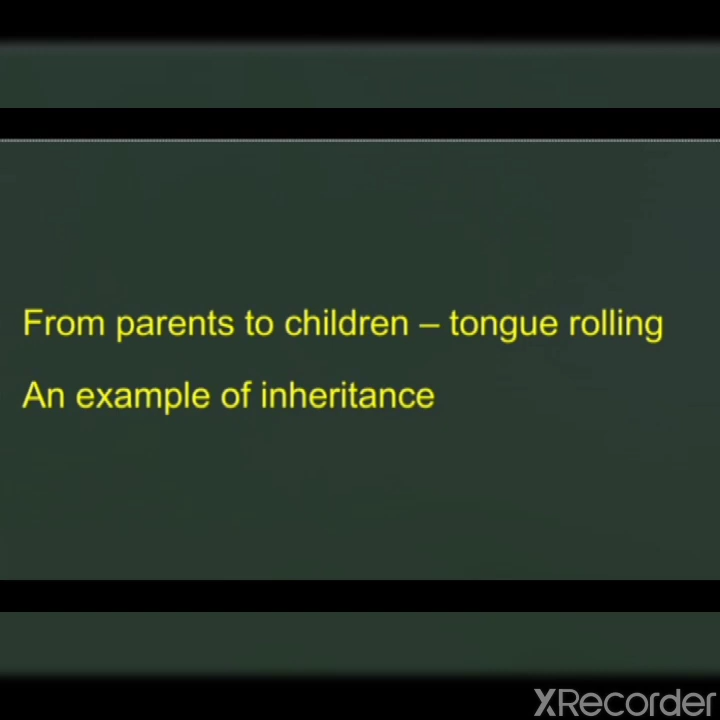 From parents to children – tongue rolling
An example of inheritance
XRecorder